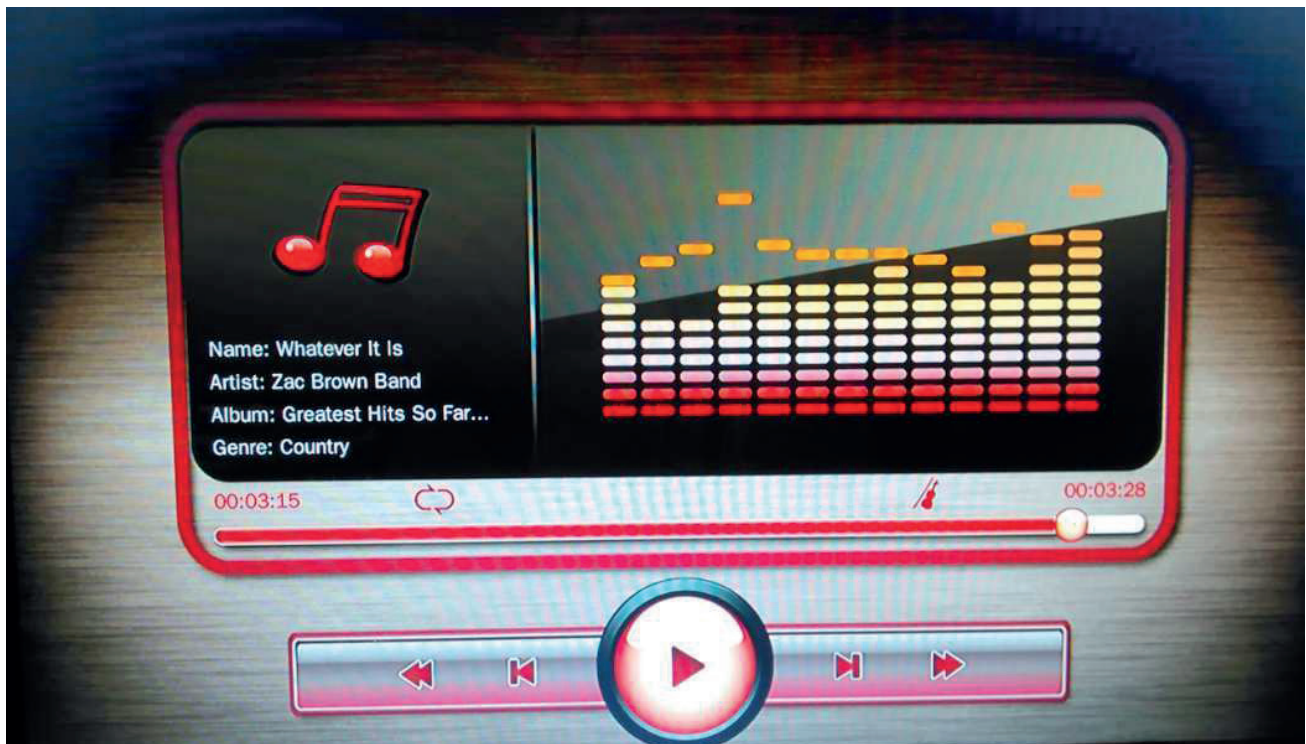 Name: Whatever It Is
Artist: Zac Brown Band
Album: Greatest Hits So Far...
Genre: Country
00:03:15
00:03:28